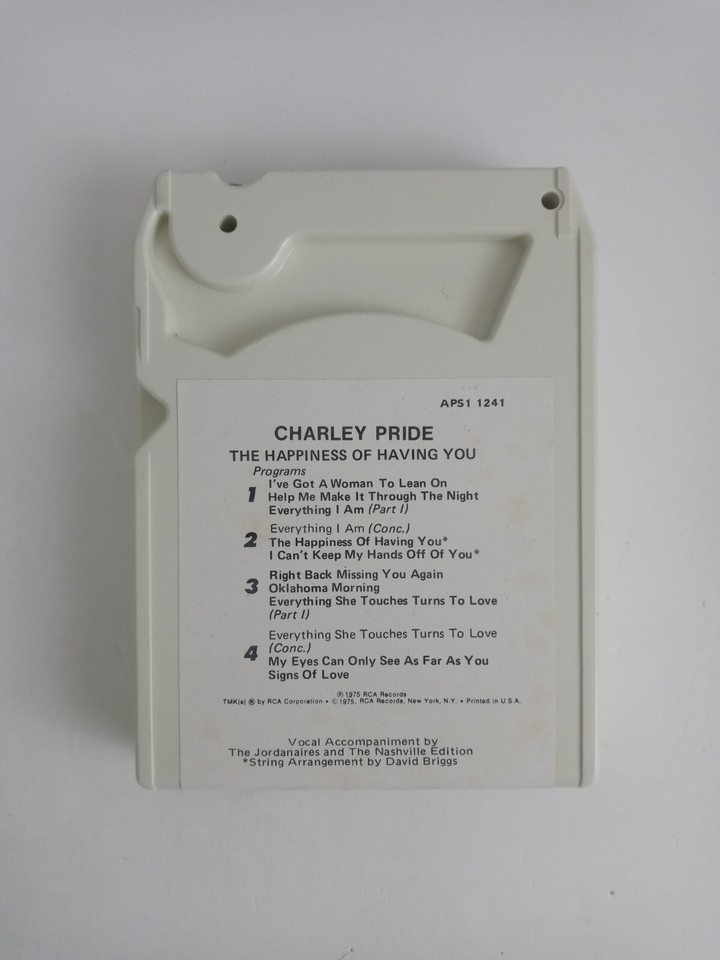 APS1 1241
CHARLEY PRIDE
THE HAPPINESS OF HAVING YOU
Programs
1 I've Got A Woman To Lean On
Help Me Make It Through The Night
Everything I Am (Part I)
Everything I Am (Conc.)
2 The Happiness Of Having You*
I Can't Keep My Hands Off Of You*
Right Back Missing You Again
3 Oklahoma Morning
Everything She Touches Turns To Love
(Part I)
Everything She Touches Turns To Love
4 (Conc.)
My Eyes Can Only See As Far As You
Signs Of Love
℗1975 RCA Records
TMK(s) ® by RCA Corporation • ©1975, RCA Records, New York, N.Y. • Printed in U.S.A.
Vocal Accompaniment by
The Jordanaires and The Nashville Edition
*String Arrangement by David Briggs